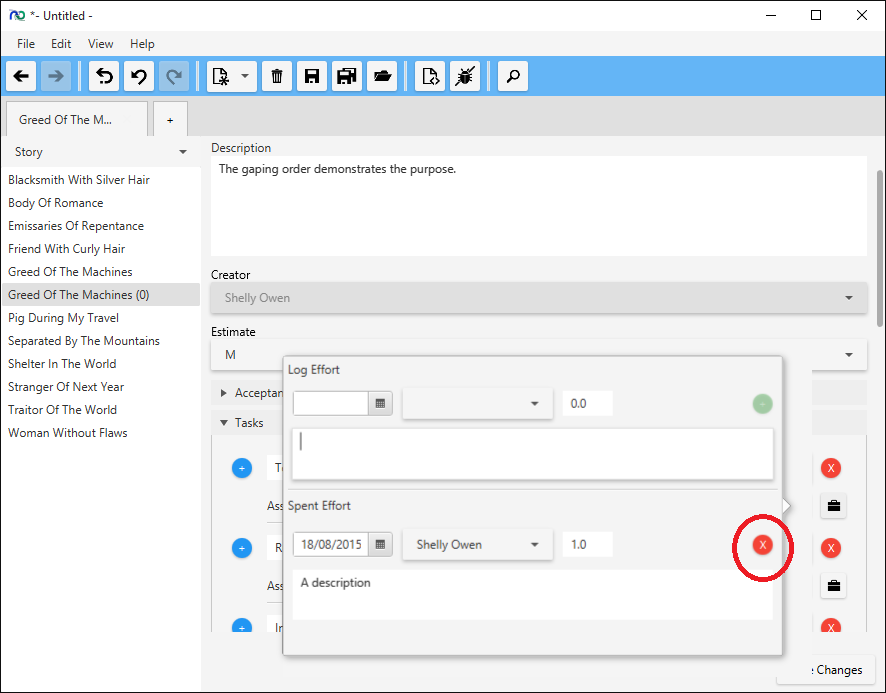 *- Untitled -
File Edit View Help
Greed Of The M... +
Story
Blacksmith With Silver Hair
Body Of Romance
Emissaries Of Repentance
Friend With Curly Hair
Greed Of The Machines
Greed Of The Machines (0)
Pig During My Travel
Separated By The Mountains
Shelter In The World
Stranger Of Next Year
Traitor Of The World
Woman Without Flaws
Description
The gaping order demonstrates the purpose.
Creator
Shelly Owen
Estimate
M
Acceptan
Tasks
+ T X
Ass
+ R X
Ass
+ In X
Log Effort
0.0
-
Spent Effort
18/08/2015 Shelly Owen 1.0 X
A description
Changes